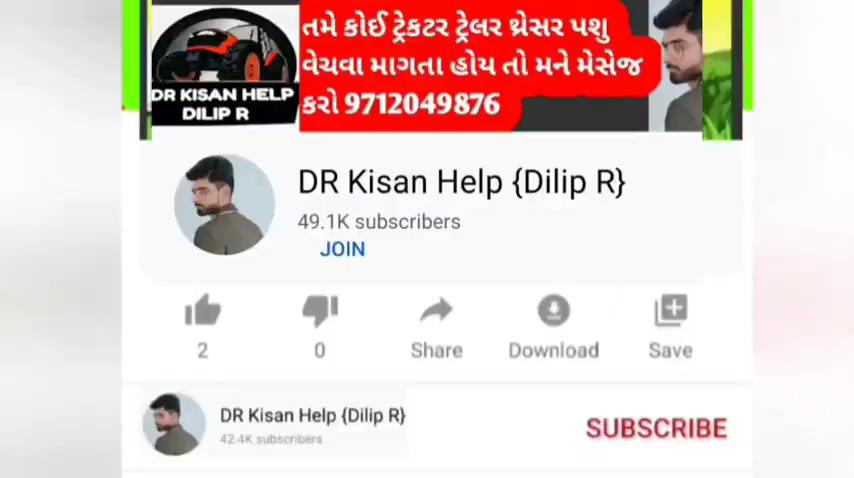 તમે કોઈ ટ્રેકટર ટ્રેલર થ્રેસર પશુ
વેચવા માગતા હોય તો મને મેસેજ
કરો 9712049876
DR KISAN HELP
DILIP R
DR Kisan Help {Dilip R}
49.1K subscribers
JOIN
2
0
Share
Download
Save
DR Kisan Help {Dilip R}
42.4K subscribers
SUBSCRIBE